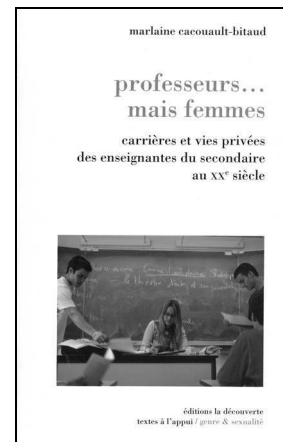 marlaine cacouault-bitaud
professeurs...
mais femmes
carrières et vies privées
des enseignantes du secondaire
au XXe siècle
éditions la découverte
textes à l'appui / genre & sexualité